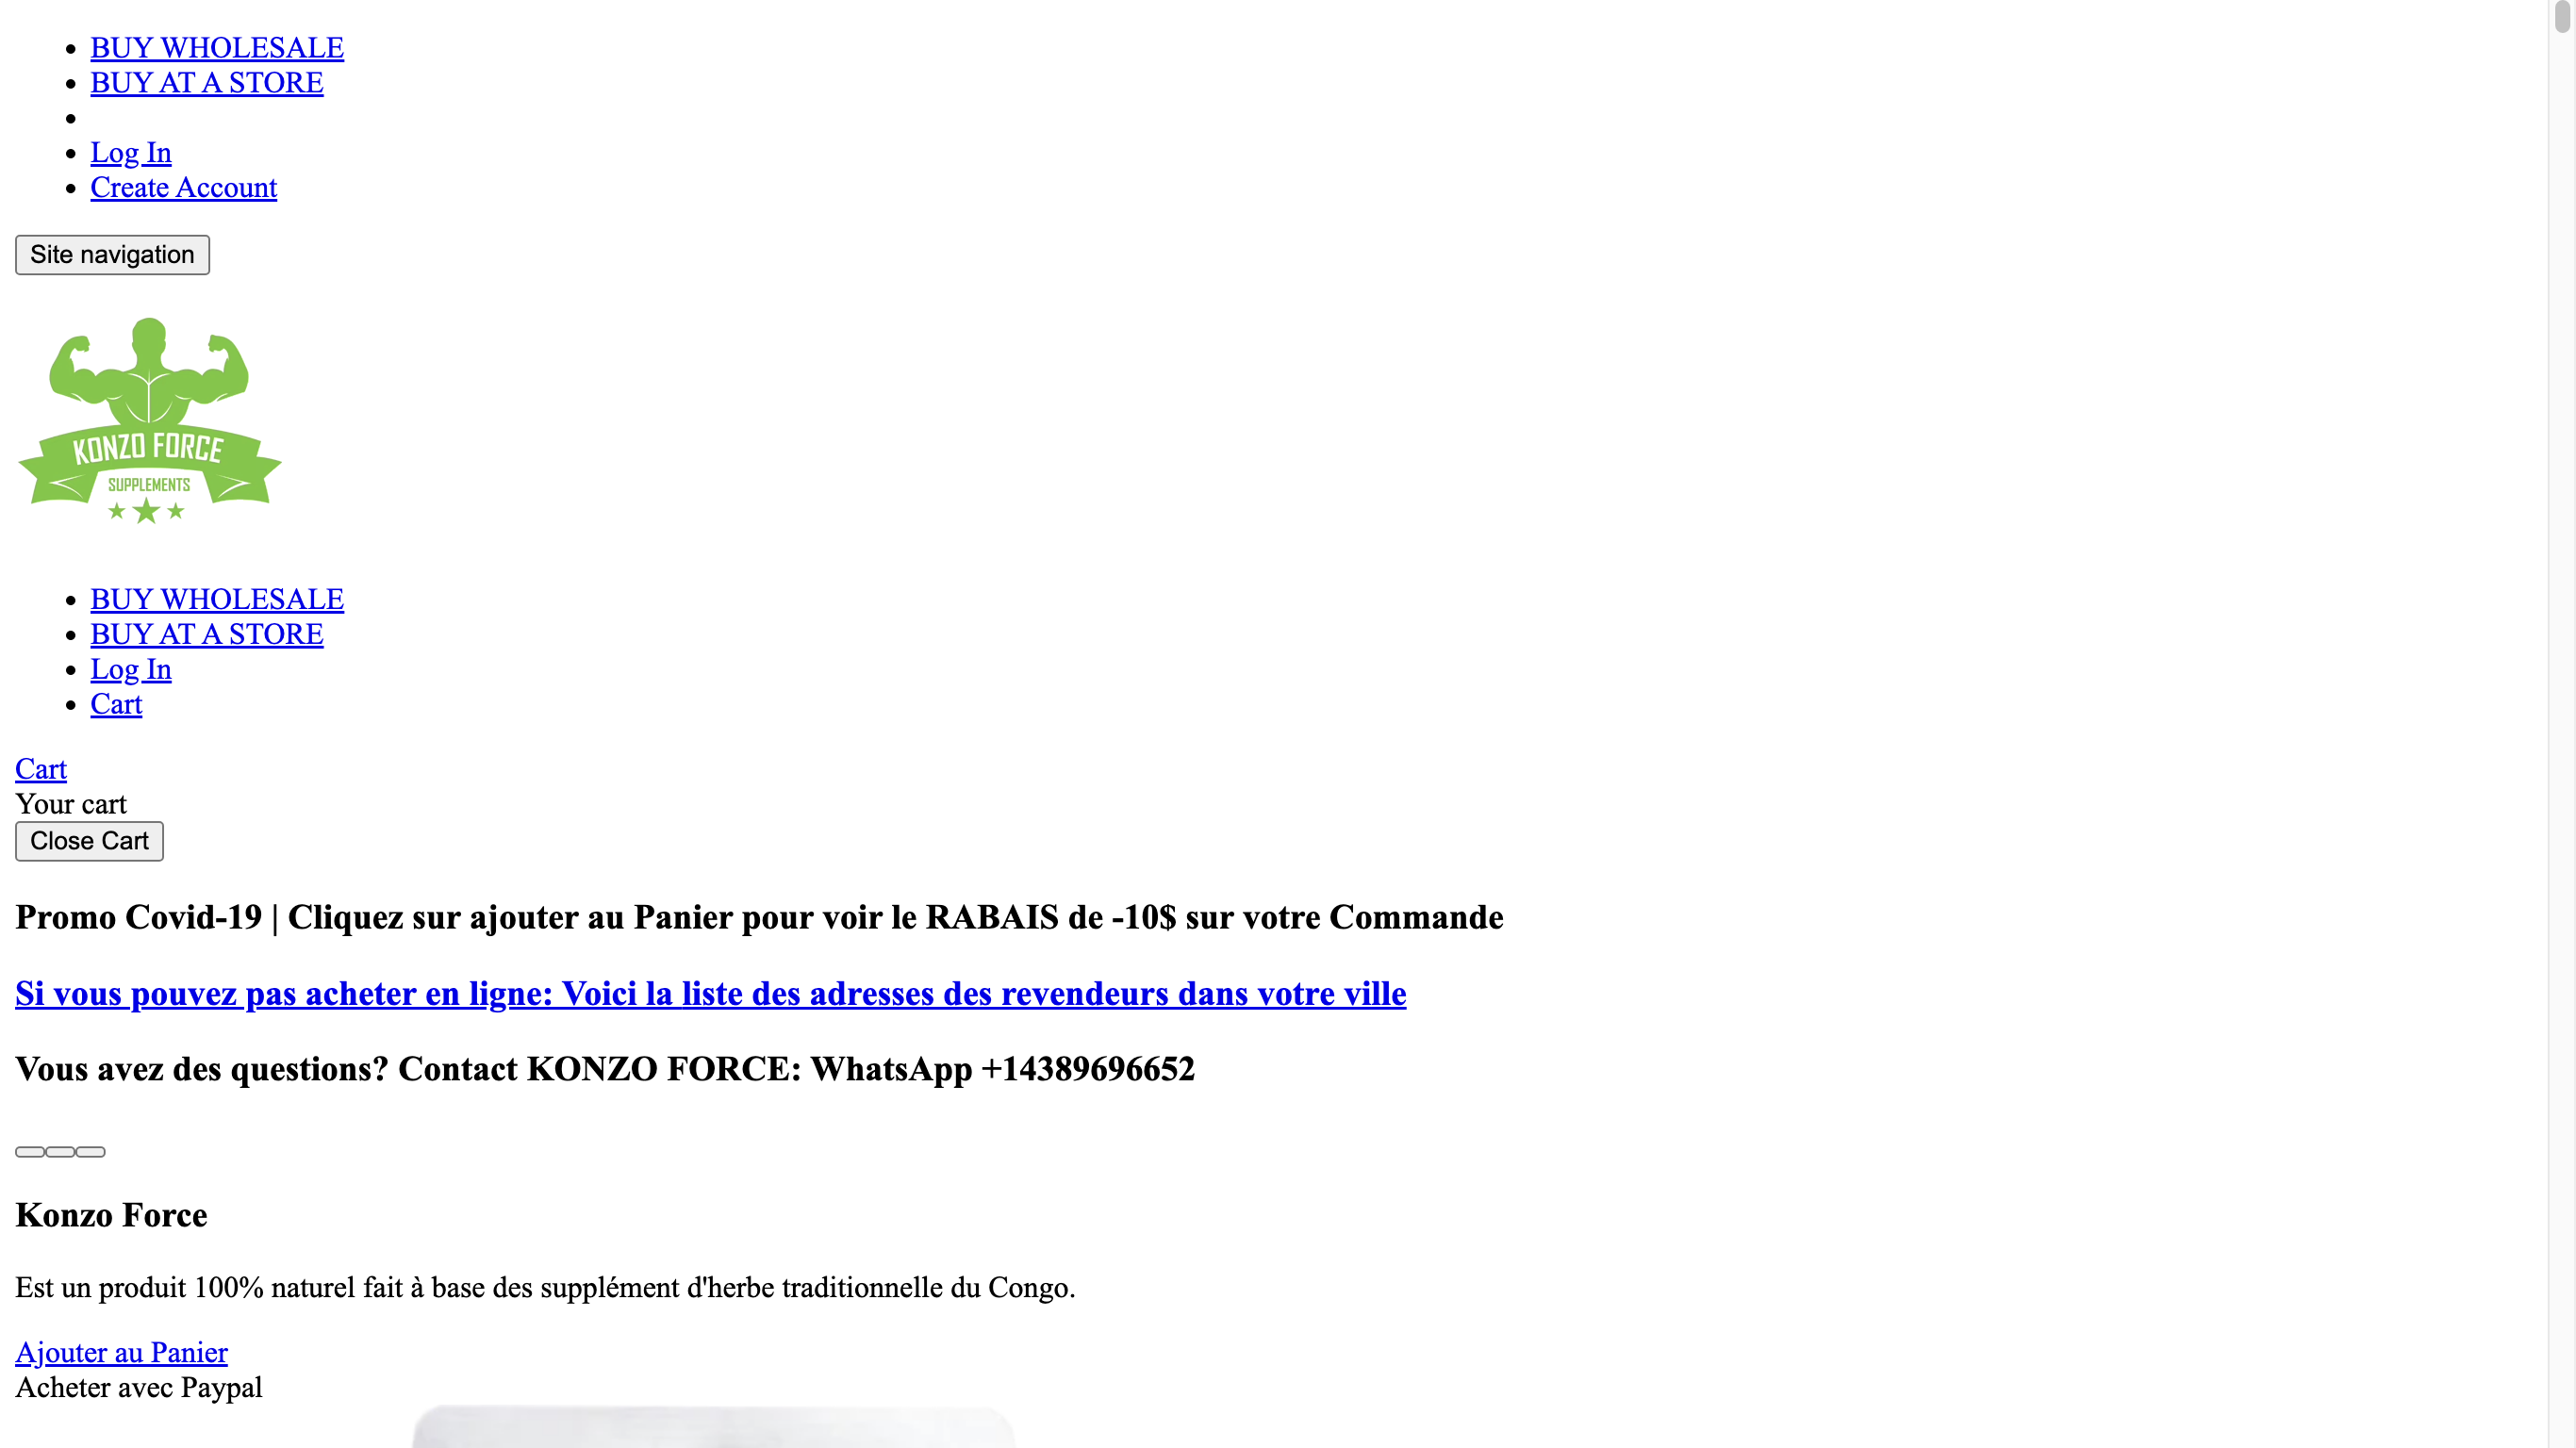 BUY WHOLESALE
BUY AT A STORE
Log In
Create Account
Site navigation
KONZO FORCE
SUPPLEMENTS
BUY WHOLESALE
BUY AT A STORE
Log In
Cart
Cart
Your cart
Close Cart
Promo Covid-19 | Cliquez sur ajouter au Panier pour voir le RABAIS de -10$ sur votre Commande
Si vous pouvez pas acheter en ligne: Voici la liste des adresses des revendeurs dans votre ville
Vous avez des questions? Contact KONZO FORCE: WhatsApp +14389696652
Konzo Force
Est un produit 100% naturel fait à base des supplément d'herbe traditionnelle du Congo.
Ajouter au Panier
Acheter avec Paypal